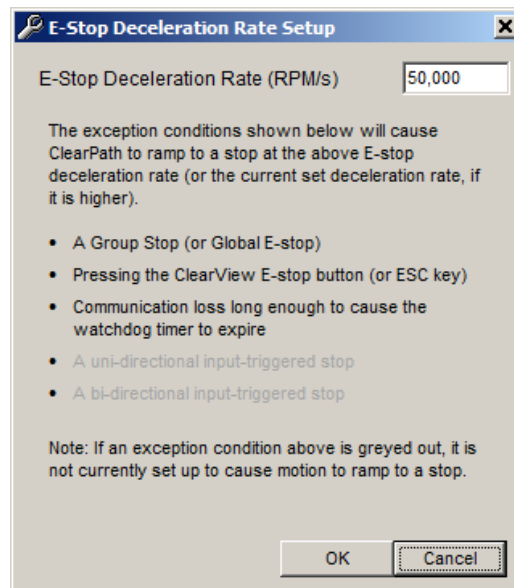 E-Stop Deceleration Rate Setup
E-Stop Deceleration Rate (RPM/s) 50,000
The exception conditions shown below will cause
ClearPath to ramp to a stop at the above E-stop
deceleration rate (or the current set deceleration rate, if
it is higher).
• A Group Stop (or Global E-stop)
• Pressing the ClearView E-stop button (or ESC key)
• Communication loss long enough to cause the
watchdog timer to expire
• A uni-directional input-triggered stop
• A bi-directional input-triggered stop
Note: If an exception condition above is greyed out, it is
not currently set up to cause motion to ramp to a stop.
OK Cancel